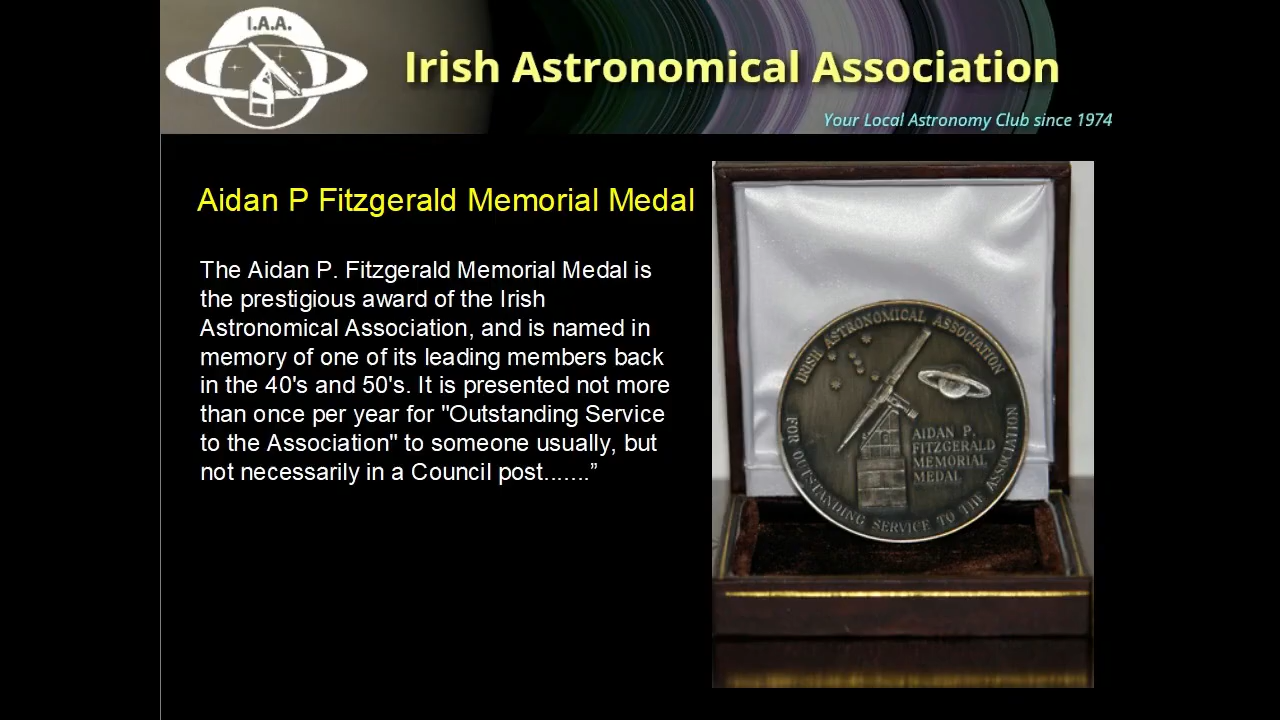 I.A.A.
Irish Astronomical Association
Your Local Astronomy Club since 1974
Aidan P Fitzgerald Memorial Medal
The Aidan P. Fitzgerald Memorial Medal is
the prestigious award of the Irish
Astronomical Association, and is named in
memory of one of its leading members back
in the 40's and 50's. It is presented not more
than once per year for "Outstanding Service
to the Association" to someone usually, but
not necessarily in a Council post.......”
IRISH ASTRONOMICAL ASSOCIATION
AIDAN P.
FITZGERALD
MEMORIAL
MEDAL
FOR OUTSTANDING SERVICE TO THE ASSOCIATION